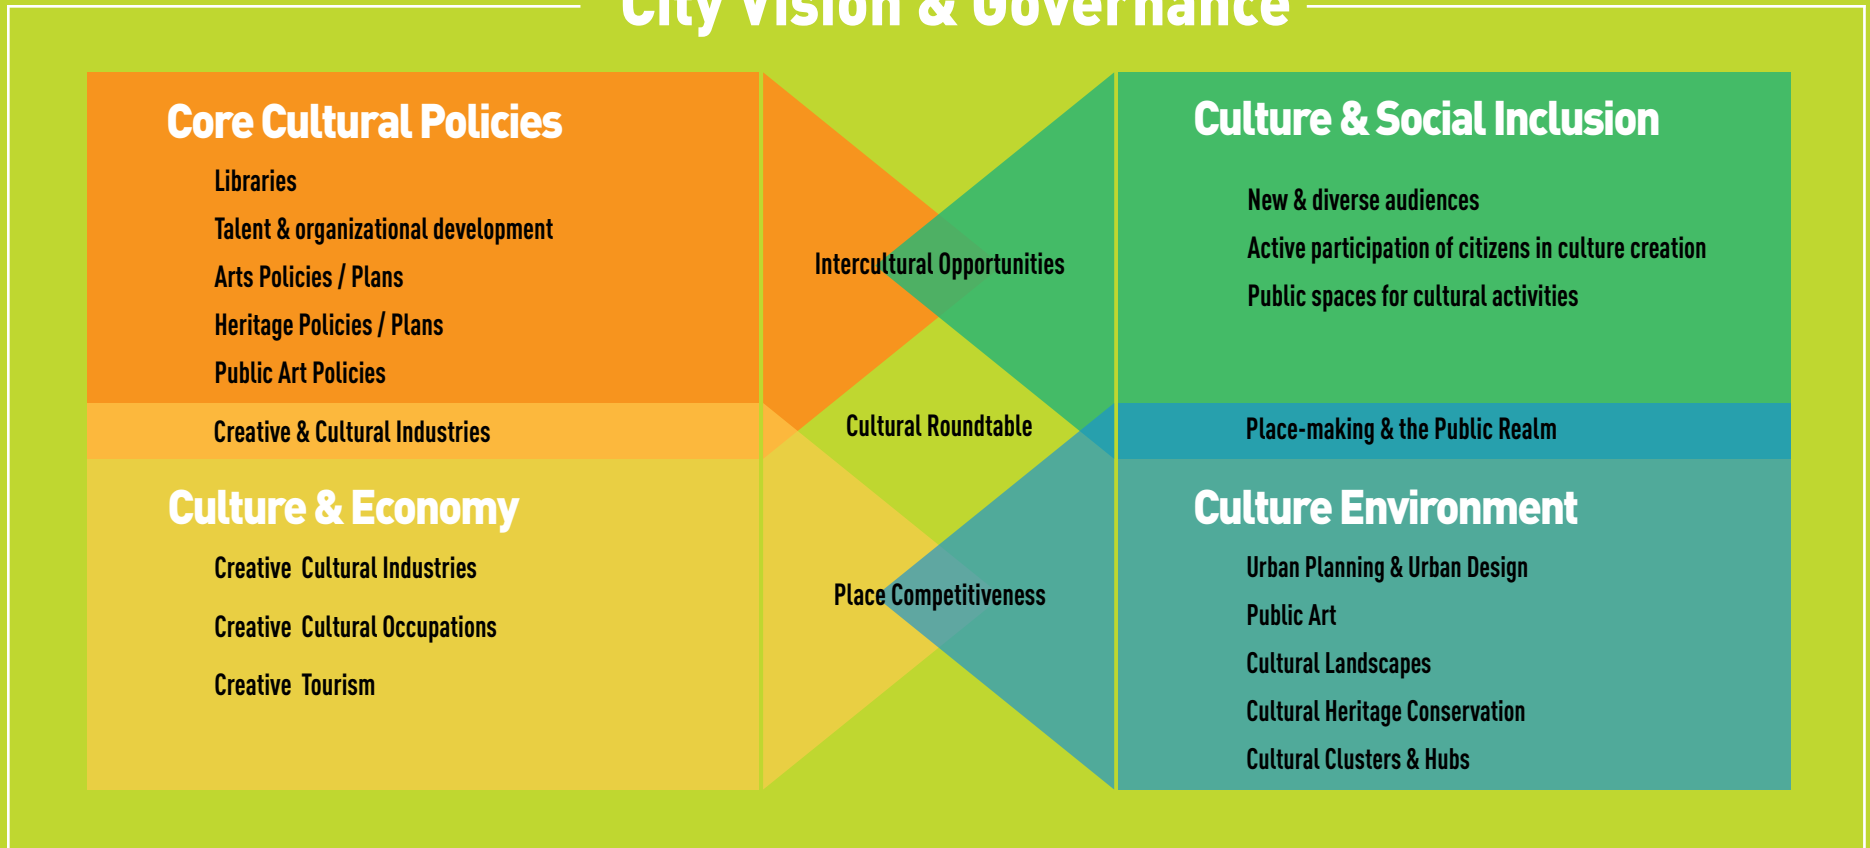 City Vision & Governance
Core Cultural Policies
Libraries
Talent & organizational development
Arts Policies / Plans
Heritage Policies / Plans
Public Art Policies
Creative & Cultural Industries
Culture & Economy
Creative Cultural Industries
Creative Cultural Occupations
Creative Tourism
Intercultural Opportunities
Cultural Roundtable
Place Competitiveness
Culture & Social Inclusion
New & diverse audiences
Active participation of citizens in culture creation
Public spaces for cultural activities
Place-making & the Public Realm
Culture Environment
Urban Planning & Urban Design
Public Art
Cultural Landscapes
Cultural Heritage Conservation
Cultural Clusters & Hubs